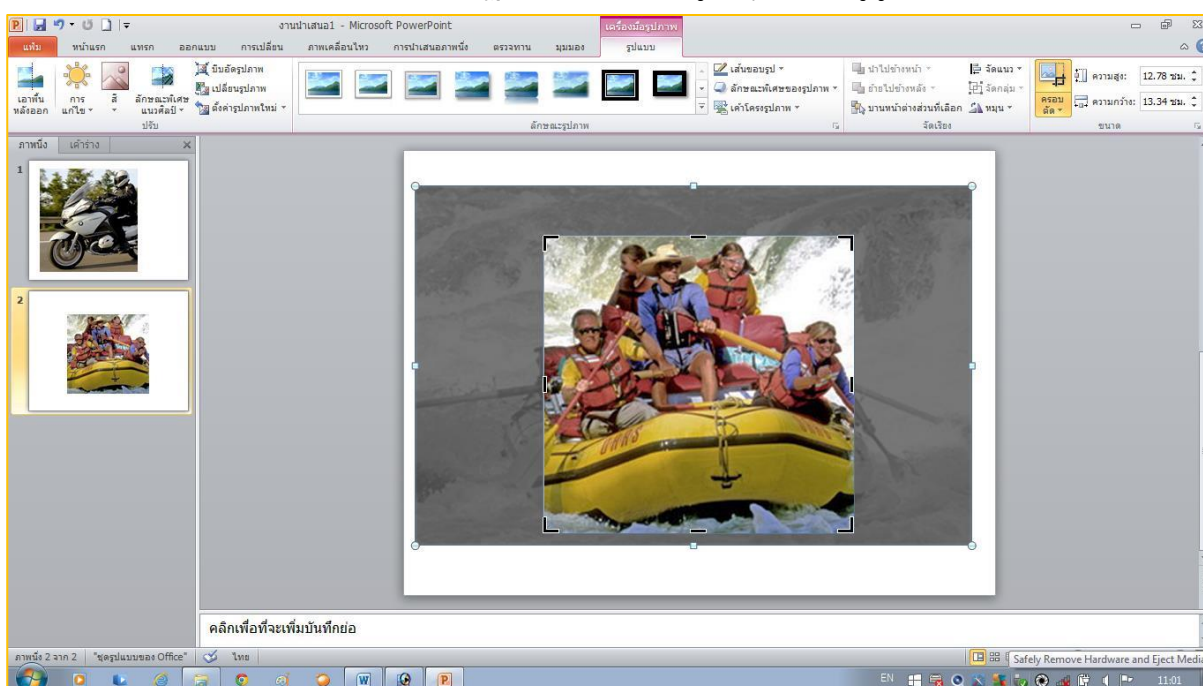 งานนำเสนอ1 - Microsoft PowerPoint
เครื่องมือรูปภาพ
แฟ้ม หน้าแรก แทรก ออกแบบ การเปลี่ยน ภาพเคลื่อนไหว การนำเสนอภาพนิ่ง ตรวจทาน มุมมอง รูปแบบ
เอาพื้นหลังออก การแก้ไข สี ลักษณะพิเศษแนวศิลป์
บีบอัดรูปภาพ
เปลี่ยนรูปภาพ
ตั้งค่ารูปภาพใหม่
ปรับ
เส้นขอบรูป
ลักษณะพิเศษของรูปภาพ
เค้าโครงรูปภาพ
ลักษณะรูปภาพ
นำไปข้างหน้า
ย้ายไปข้างหลัง
บานหน้าต่างส่วนที่เลือก
จัดแนว
จัดกลุ่ม
หมุน
จัดเรียง
ครอบตัด
ความสูง: 12.78 ซม.
ความกว้าง: 13.34 ซม.
ขนาด
ภาพนิ่ง เค้าร่าง
1
2
คลิกเพื่อที่จะเพิ่มบันทึกย่อ
ภาพนิ่ง 2 จาก 2 "ชุดรูปแบบของ Office" ไทย
Safely Remove Hardware and Eject Media
EN 11:01